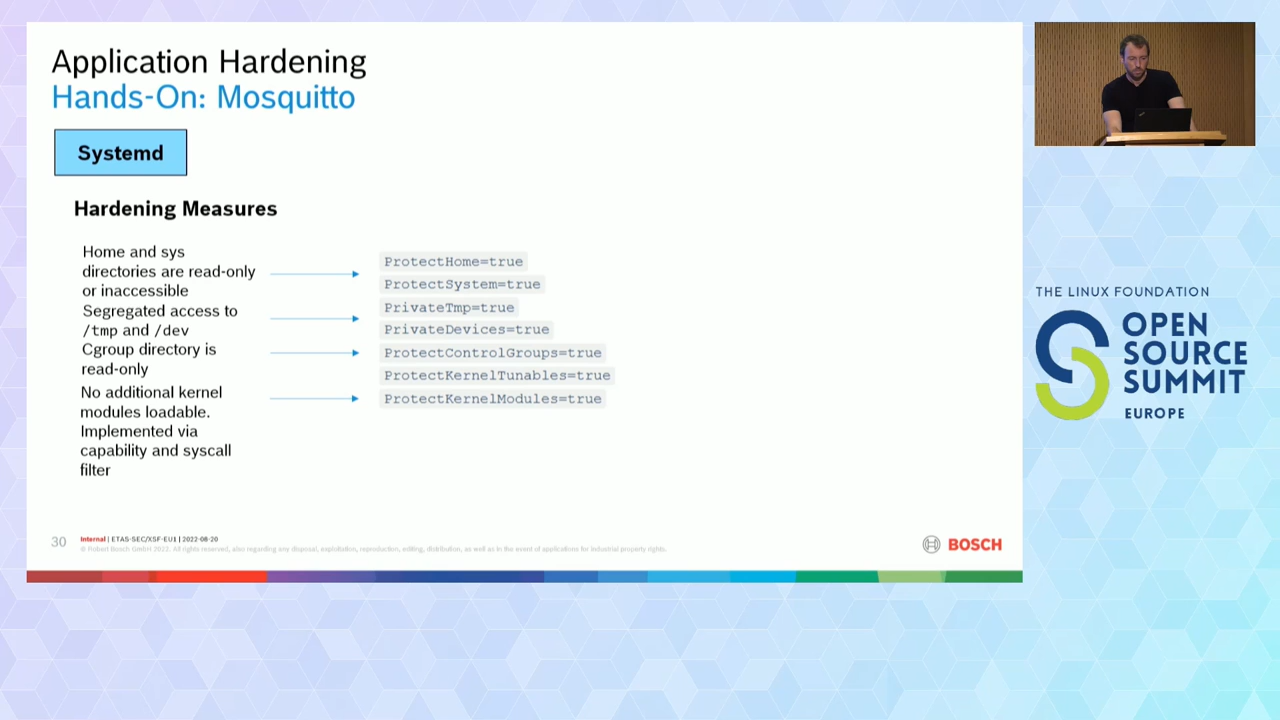 Application Hardening
Hands-On: Mosquitto
Systemd
Hardening Measures
Home and sys
directories are read-only
or inaccessible
Segregated access to
/tmp and /dev
Cgroup directory is
read-only
No additional kernel
modules loadable.
Implemented via
capability and syscall
filter
ProtectHome=true
ProtectSystem=true
PrivateTmp=true
PrivateDevices=true
ProtectControlGroups=true
ProtectKernelTunables=true
ProtectKernelModules=true
30
Internal | ETAS-SEC/XSF-EU1 | 2022-08-20
© Robert Bosch GmbH 2022. All rights reserved, also regarding any disposal, exploitation, reproduction, editing, distribution, as well as in the event of applications for industrial property rights.
BOSCH
THE LINUX FOUNDATION
OPEN
SOURCE
SUMMIT
EUROPE